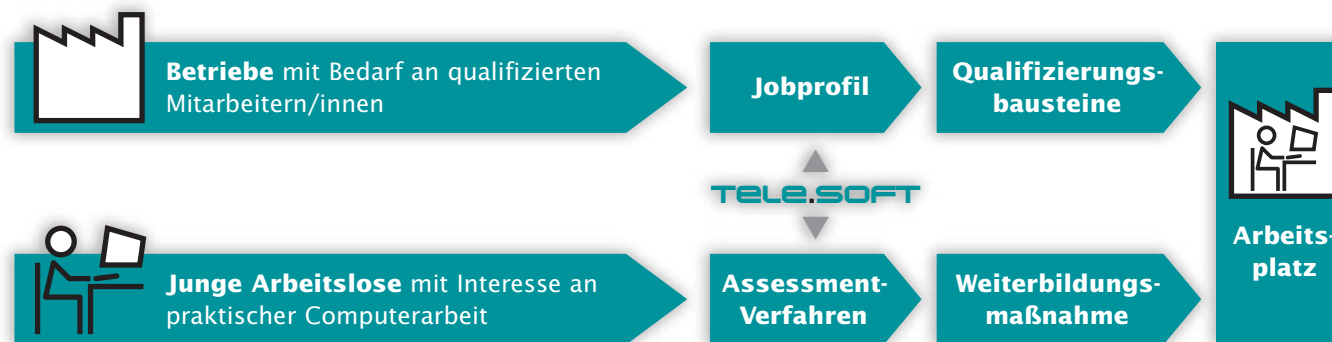 Betriebe mit Bedarf an qualifizierten
Mitarbeitern/innen
Jobprofil
Qualifizierungs-
bausteine
TELE.SOFT
Junge Arbeitslose mit Interesse an
praktischer Computerarbeit
Assessment-
Verfahren
Weiterbildungs-
maßnahme
Arbeits-
platz